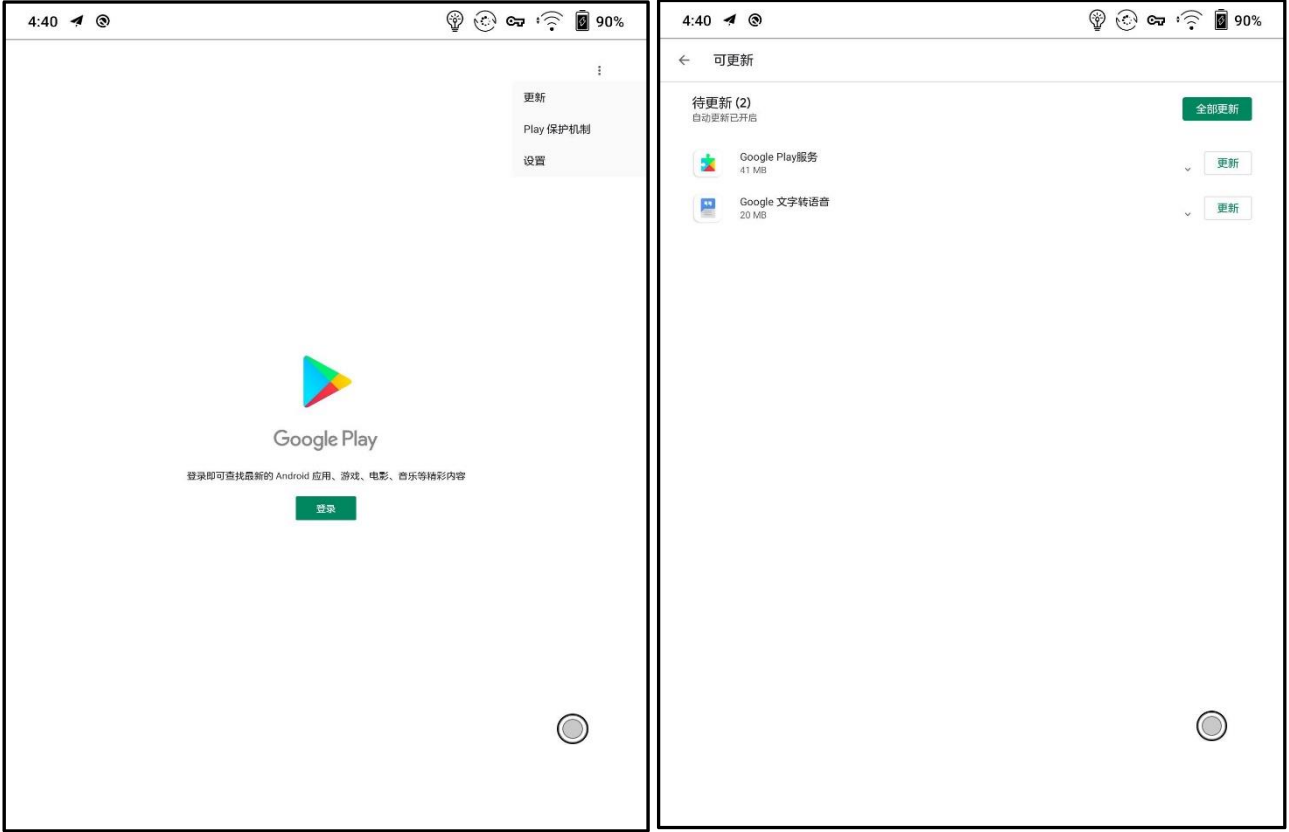 4:40
90%
更新
Play 保护机制
设置
Google Play
登录即可查找最新的 Android 应用、游戏、电影、音乐等精彩内容
登录
4:40
90%
可更新
待更新 (2)
自动更新已开启
全部更新
Google Play服务
41 MB
更新
Google 文字转语音
20 MB
更新